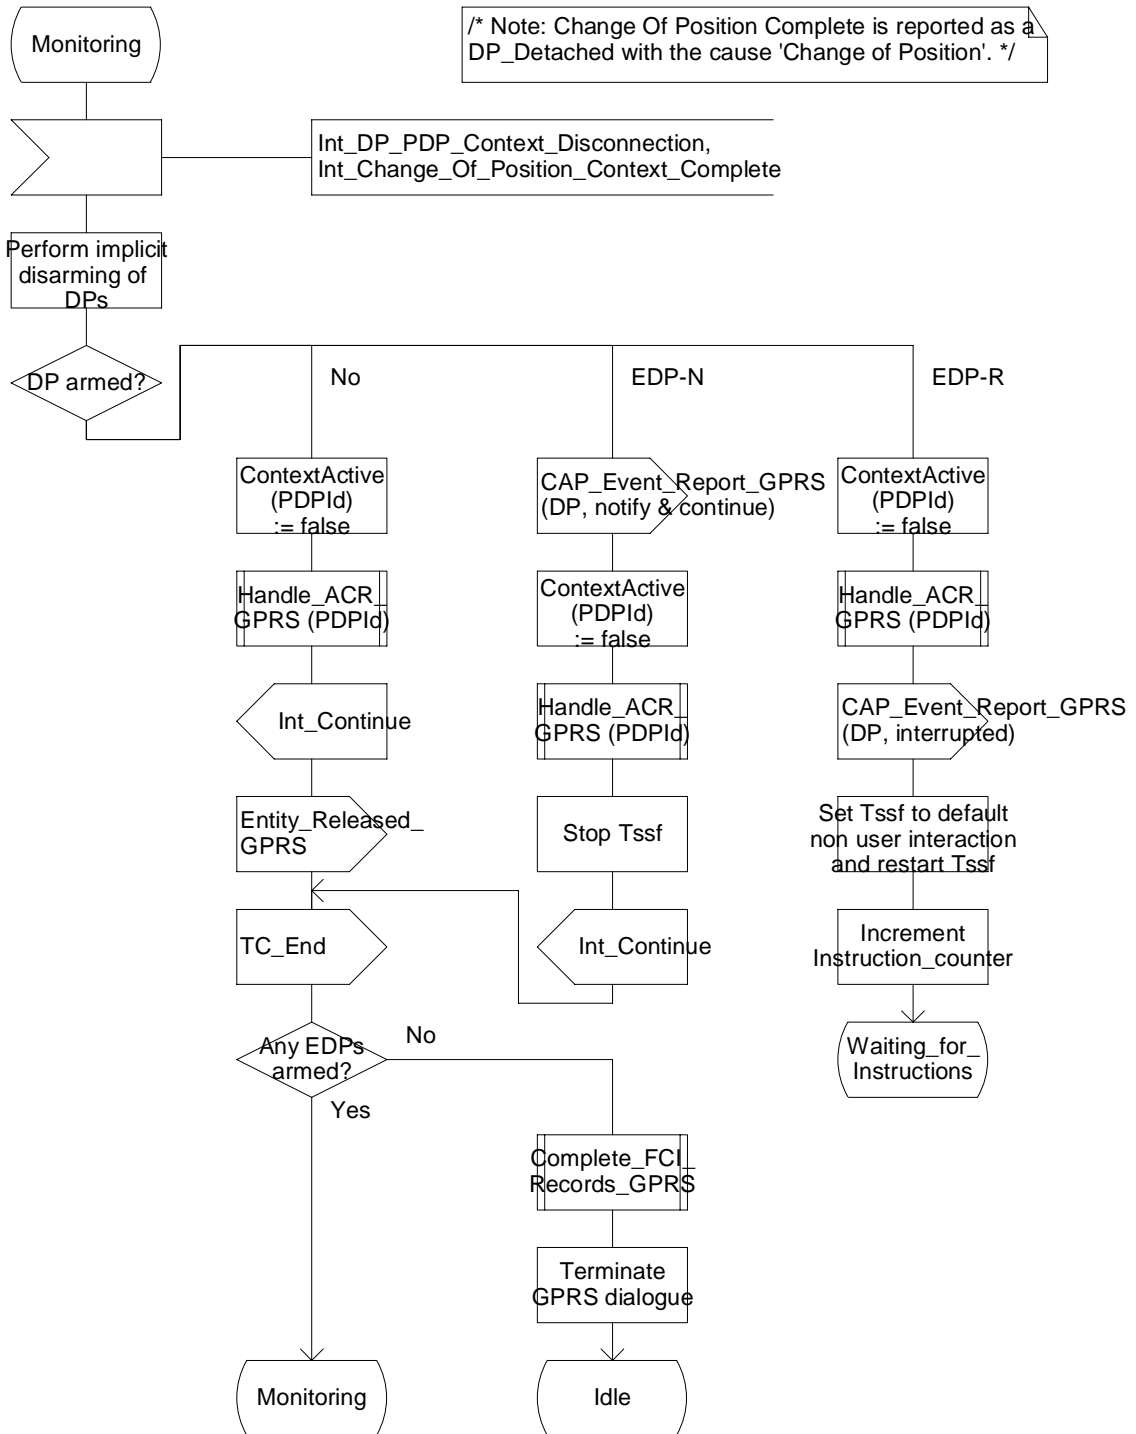 Monitoring
/* Note: Change Of Position Complete is reported as a
DP_Detached with the cause 'Change of Position'. */
Int_DP_PDP_Context_Disconnection,
Int_Change_Of_Position_Context_Complete
Perform implicit
disarming of
DPs
DP armed?
No
EDP-N
EDP-R
ContextActive
(PDPId)
:= false
Handle_ACR_
GPRS (PDPId)
Int_Continue
Entity_Released_
GPRS
TC_End
Any EDPs
armed?
No
Yes
CAP_Event_Report_GPRS
(DP, notify & continue)
ContextActive
(PDPId)
:= false
Handle_ACR_
GPRS (PDPId)
Stop Tssf
Int_Continue
ContextActive
(PDPId)
:= false
Handle_ACR_
GPRS (PDPId)
CAP_Event_Report_GPRS
(DP, interrupted)
Set Tssf to default
non user interaction
and restart Tssf
Increment
Instruction_counter
Waiting_for_
Instructions
Complete_FCI_
Records_GPRS
Terminate
GPRS dialogue
Monitoring
Idle